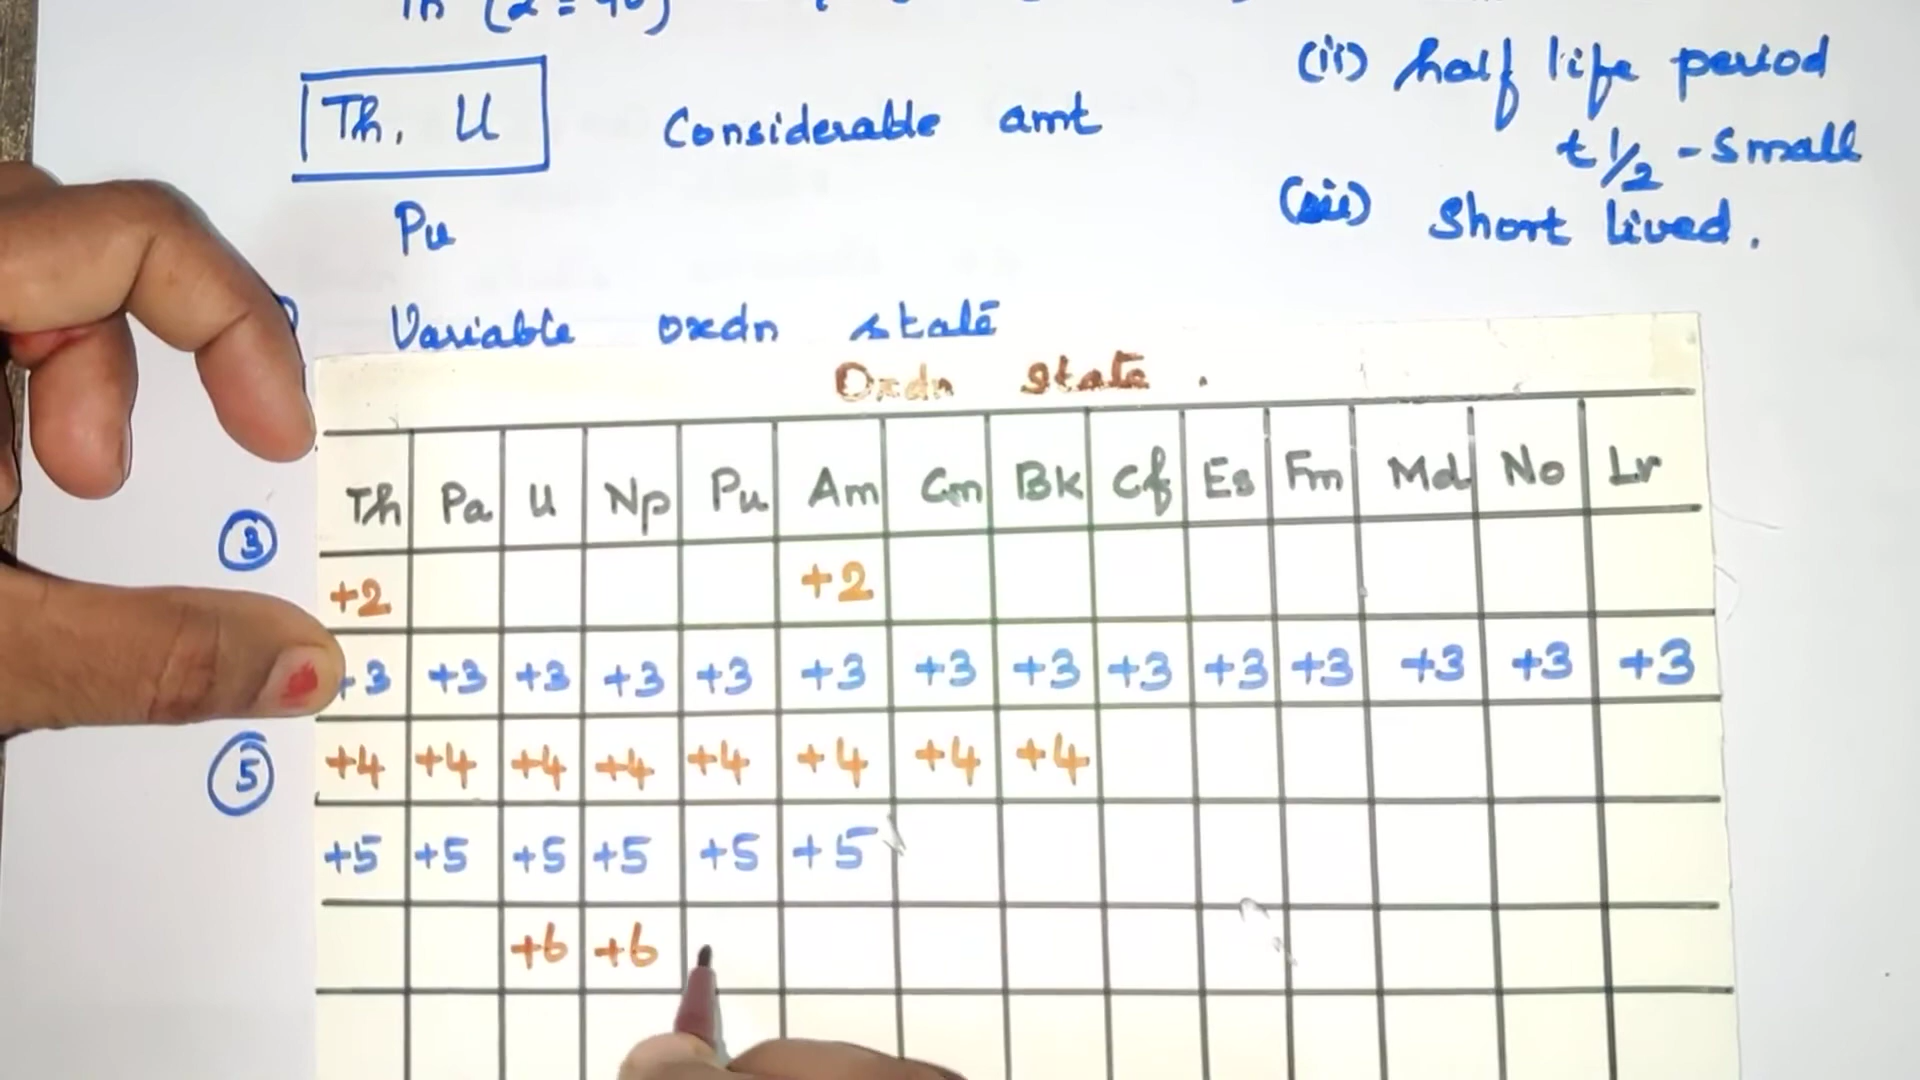 Th, U Considerable amt
Pu
(ii) half life period
t 1/2 - Small
(iii) Short lived.
Variable oxdn state
Oxdn State.
Th Pa U Np Pu Am Cm Bk Cf Es Fm Md No Lr
③
+2 +2
+3 +3 +3 +3 +3 +3 +3 +3 +3 +3 +3 +3 +3 +3
⑤
+4 +4 +4 +4 +4 +4 +4 +4
+5 +5 +5 +5 +5 +5
+6 +6